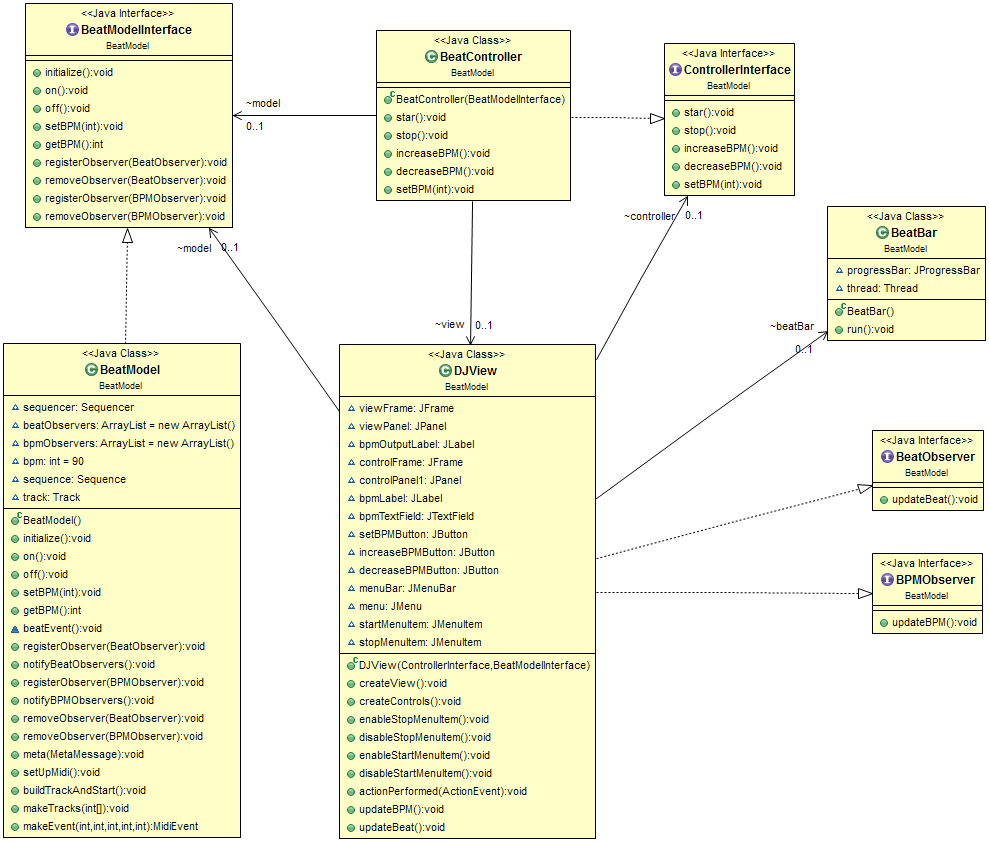 <<Java Interface>>
BeatModelInterface
BeatModel
initialize():void
on():void
off():void
setBPM(int):void
getBPM():int
registerObserver(BeatObserver):void
removeObserver(BeatObserver):void
registerObserver(BPMObserver):void
removeObserver(BPMObserver):void
~model
0..1
<<Java Class>>
BeatController
BeatModel
BeatController(BeatModelInterface)
star():void
stop():void
increaseBPM():void
decreaseBPM():void
setBPM(int):void
<<Java Interface>>
ControllerInterface
BeatModel
star():void
stop():void
increaseBPM():void
decreaseBPM():void
setBPM(int):void
~model
0..1
~view
0..1
~controller
0..1
<<Java Class>>
BeatBar
BeatModel
progressBar: JProgressBar
thread: Thread
BeatBar()
run():void
~beatBar
0..1
<<Java Class>>
BeatModel
BeatModel
sequencer: Sequencer
beatObservers: ArrayList = new ArrayList()
bpmObservers: ArrayList = new ArrayList()
bpm: int = 90
sequence: Sequence
track: Track
BeatModel()
initialize():void
on():void
off():void
setBPM(int):void
getBPM():int
beatEvent():void
registerObserver(BeatObserver):void
notifyBeatObservers():void
registerObserver(BPMObserver):void
notifyBPMObservers():void
removeObserver(BeatObserver):void
removeObserver(BPMObserver):void
meta(MetaMessage):void
setUpMidi():void
buildTrackAndStart():void
makeTracks(int[]):void
makeEvent(int,int,int,int,int):MidiEvent
<<Java Class>>
DJView
BeatModel
viewFrame: JFrame
viewPanel: JPanel
bpmOutputLabel: JLabel
controlFrame: JFrame
controlPanel1: JPanel
bpmLabel: JLabel
bpmTextField: JTextField
setBPMButton: JButton
increaseBPMButton: JButton
decreaseBPMButton: JButton
menuBar: JMenuBar
menu: JMenu
startMenuItem: JMenuItem
stopMenuItem: JMenuItem
DJView(ControllerInterface,BeatModelInterface)
createView():void
createControls():void
enableStopMenuItem():void
disableStopMenuItem():void
enableStartMenuItem():void
disableStartMenuItem():void
actionPerformed(ActionEvent):void
updateBPM():void
updateBeat():void
<<Java Interface>>
BeatObserver
BeatModel
updateBeat():void
<<Java Interface>>
BPMObserver
BeatModel
updateBPM():void